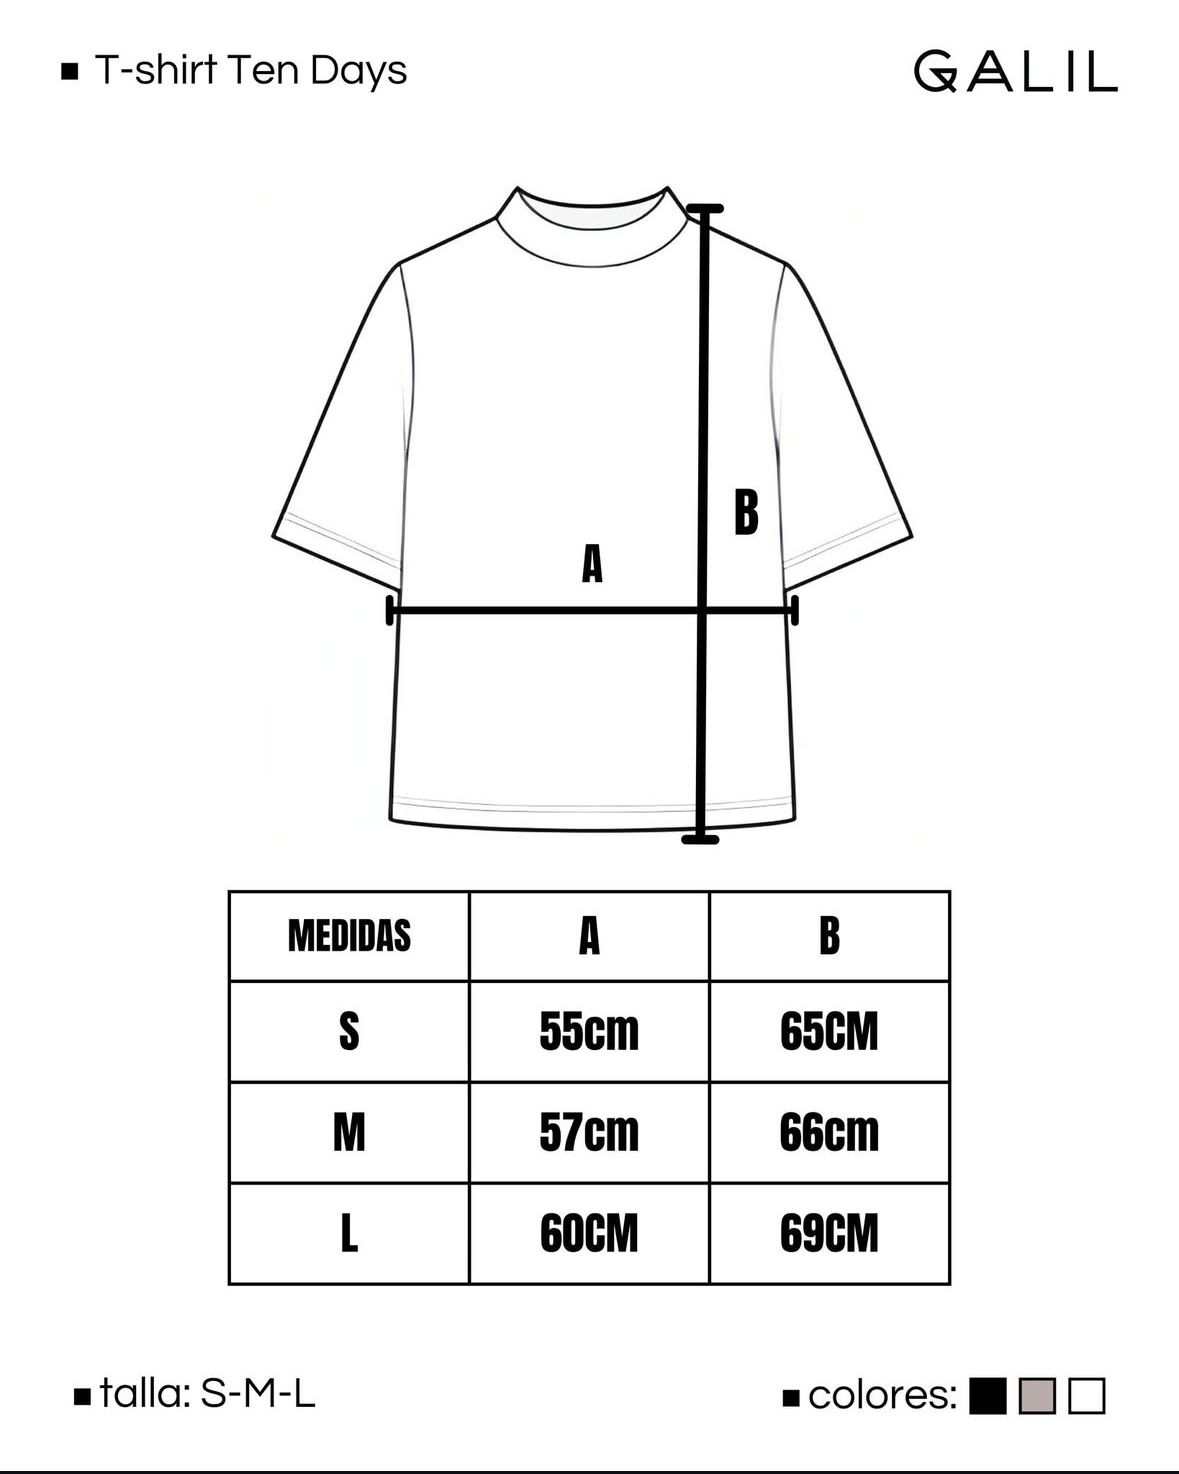 T-shirt Ten Days
GALIL
B
A
MEDIDAS A B
S 55cm 65CM
M 57cm 66cm
L 60CM 69CM
talla: S-M-L
colores: